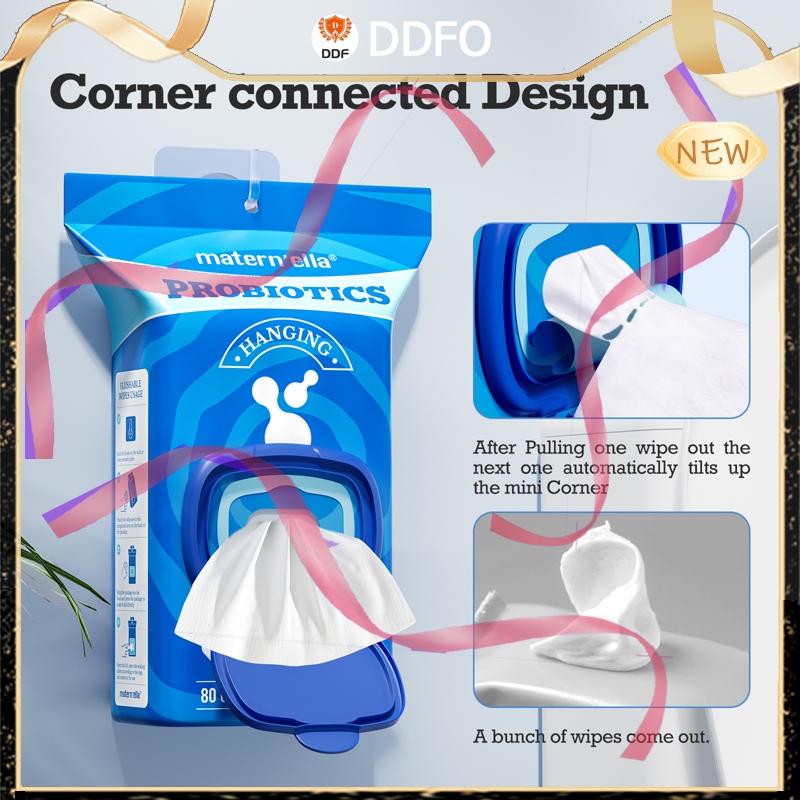 DDF
DDFO
Corner connected Design
NEW
matern'ella®
PROBIOTICS
HANGING
FLUSHABLE
WIPES USAGE
After Pulling one wipe out the
next one automatically tilts up
the mini Corner
matern'ella®
80
A bunch of wipes come out.